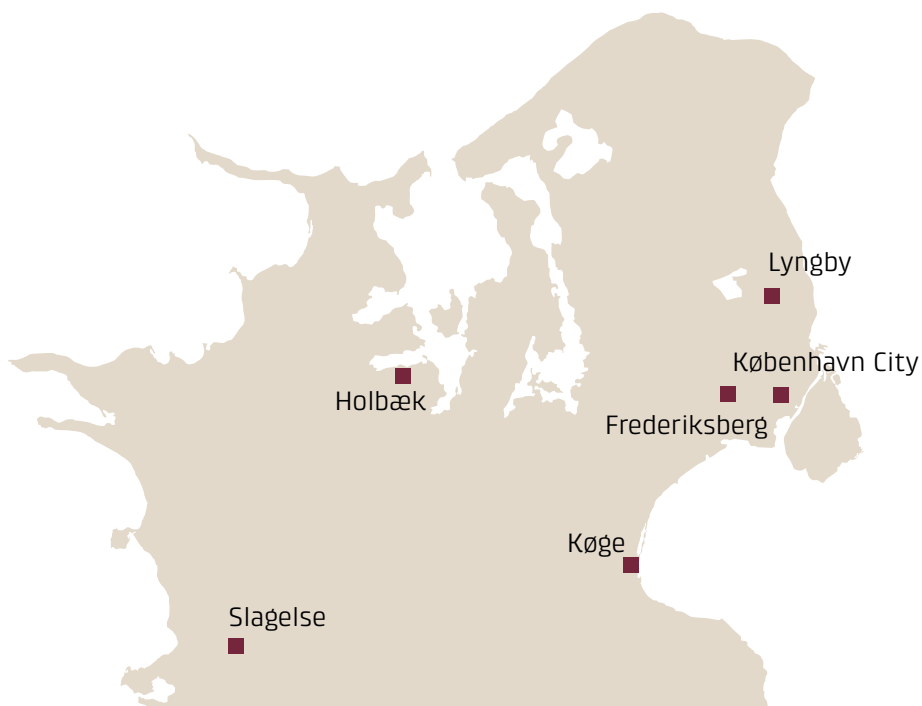 Lyngby
København City
Holbæk
Frederiksberg
Køge
Slagelse